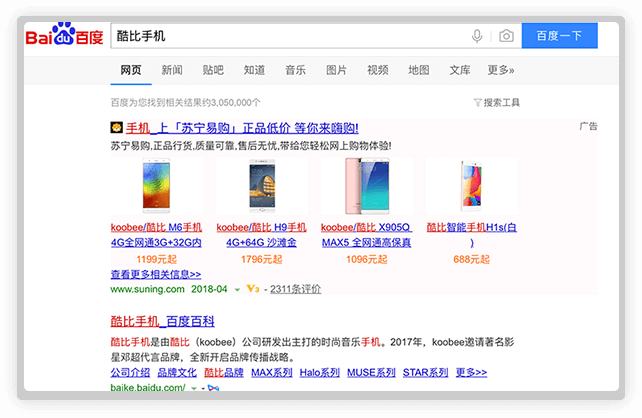 Bai du 百度 酷比手机 百度一下
网页 新闻 贴吧 知道 音乐 图片 视频 地图 文库 更多»
百度为您找到相关结果约3,050,000个 搜索工具
手机_上「苏宁易购」正品低价 等你来嗨购! 广告
苏宁易购,正品行货,质量可靠,售后无忧,带给您轻松网上购物体验!
koobee/酷比 M6手机 koobee/酷比 H9手机 koobee/酷比 X905Q 酷比智能手机H1s(白
4G全网通3G+32G内 4G+64G 沙滩金 MAX5 全网通高保真 )
1199元起 1796元起 1096元起 688元起
查看更多相关信息>>
www.suning.com 2018-04 V3 - 2311条评价
酷比手机_百度百科
酷比手机是由酷比（koobee）公司研发出主打的时尚音乐手机。2017年，koobee邀请著名影
星邓超代言品牌，全新开启品牌传播战略。
公司介绍 品牌文化 酷比品牌 MAX系列 Halo系列 MUSE系列 STAR系列 更多>>
baike.baidu.com/ -